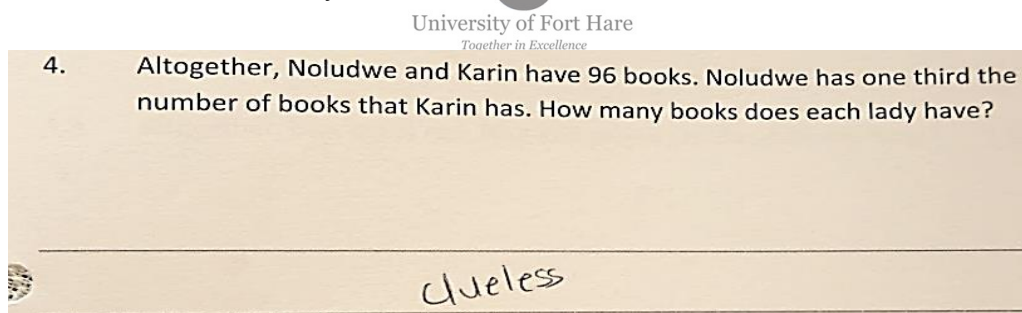 University of Fort Hare
Together in Excellence
4. Altogether, Noludwe and Karin have 96 books. Noludwe has one third the
number of books that Karin has. How many books does each lady have?
clueless